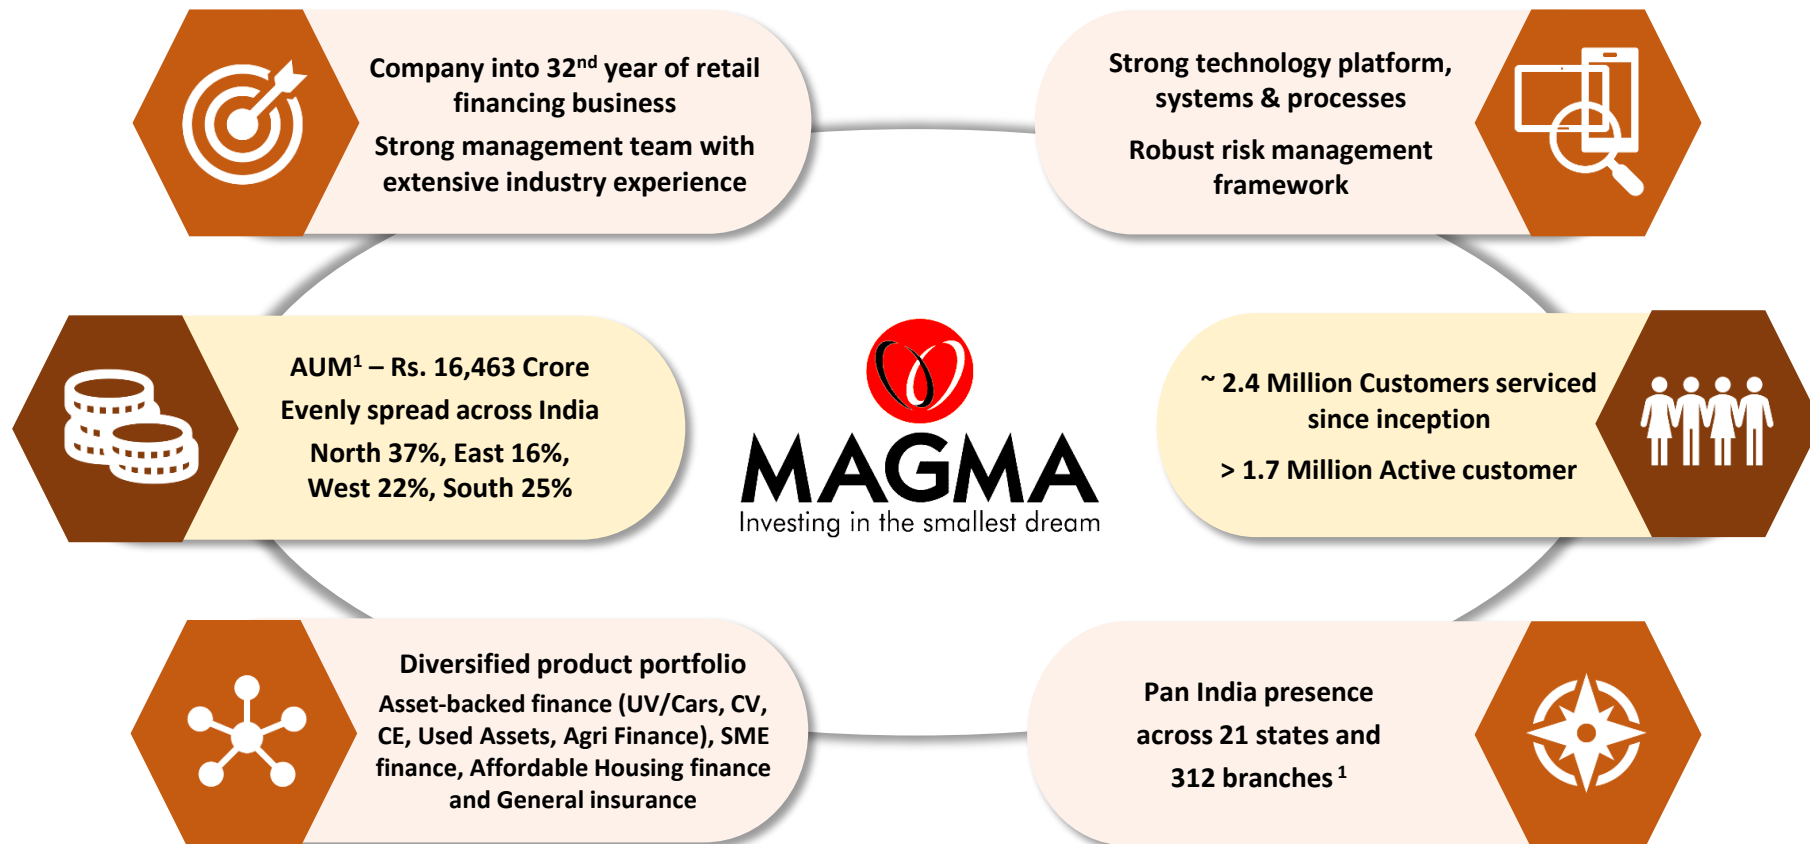 Company into 32nd year of retail
financing business
Strong management team with
extensive industry experience
Strong technology platform,
systems & processes
Robust risk management
framework
AUM1 – Rs. 16,463 Crore
Evenly spread across India
North 37%, East 16%,
West 22%, South 25%
MAGMA
Investing in the smallest dream
~ 2.4 Million Customers serviced
since inception
> 1.7 Million Active customer
Diversified product portfolio
Asset-backed finance (UV/Cars, CV,
CE, Used Assets, Agri Finance), SME
finance, Affordable Housing finance
and General insurance
Pan India presence
across 21 states and
312 branches 1